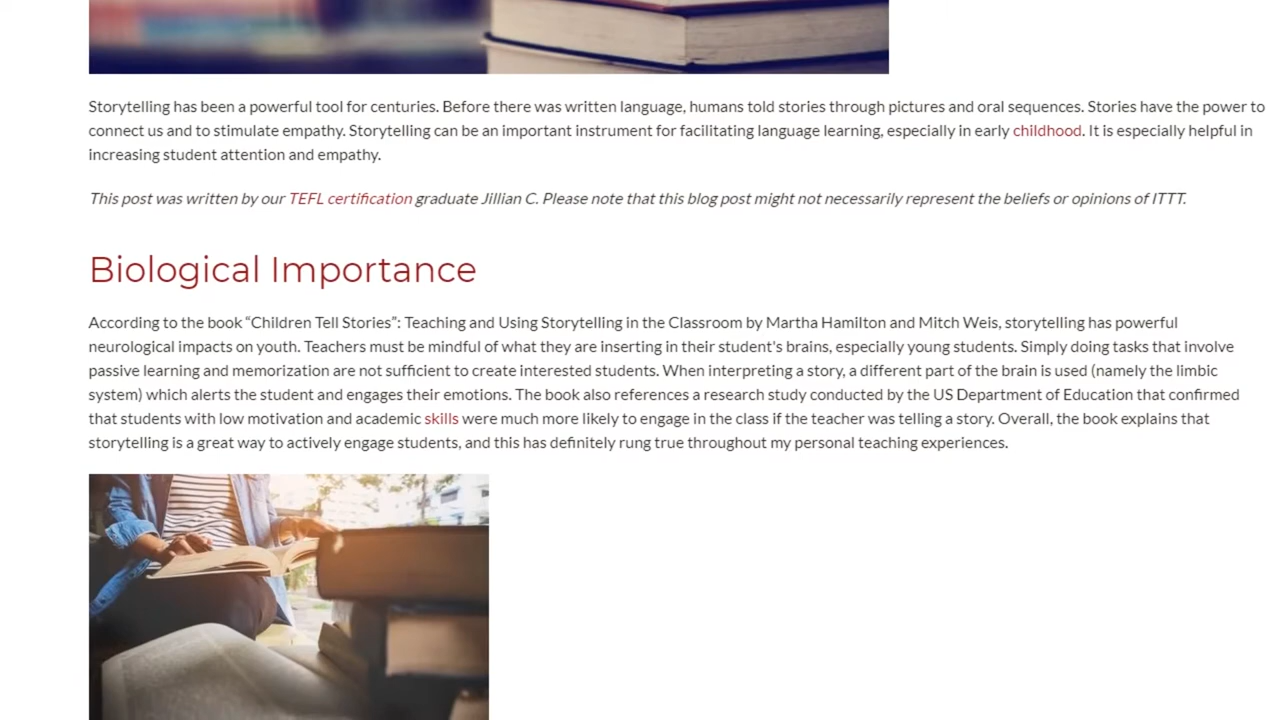 Storytelling has been a powerful tool for centuries. Before there was written language, humans told stories through pictures and oral sequences. Stories have the power to
connect us and to stimulate empathy. Storytelling can be an important instrument for facilitating language learning, especially in early childhood. It is especially helpful in
increasing student attention and empathy.
This post was written by our TEFL certification graduate Jillian C. Please note that this blog post might not necessarily represent the beliefs or opinions of ITTT.
Biological Importance
According to the book “Children Tell Stories”: Teaching and Using Storytelling in the Classroom by Martha Hamilton and Mitch Weis, storytelling has powerful
neurological impacts on youth. Teachers must be mindful of what they are inserting in their student's brains, especially young students. Simply doing tasks that involve
passive learning and memorization are not sufficient to create interested students. When interpreting a story, a different part of the brain is used (namely the limbic
system) which alerts the student and engages their emotions. The book also references a research study conducted by the US Department of Education that confirmed
that students with low motivation and academic skills were much more likely to engage in the class if the teacher was telling a story. Overall, the book explains that
storytelling is a great way to actively engage students, and this has definitely rung true throughout my personal teaching experiences.